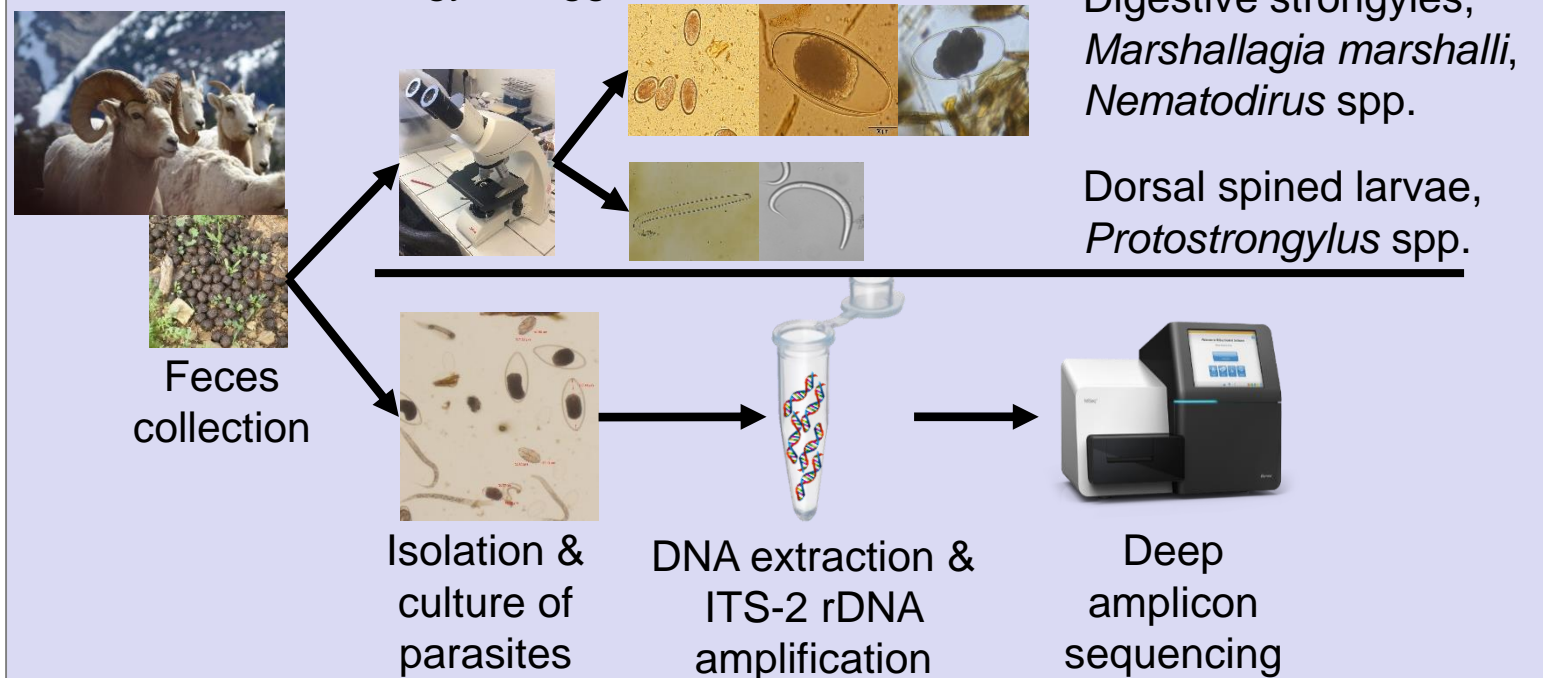 Digestive strongyles,
Marshallagia marshalli,
Nematodirus spp.
Dorsal spined larvae,
Protostrongylus spp.
Feces
collection
Isolation &
culture of
parasites
DNA extraction &
ITS-2 rDNA
amplification
Deep
amplicon
sequencing